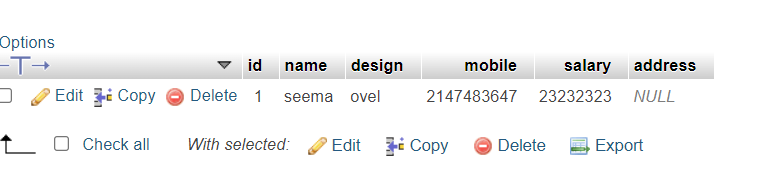 Options
id name design mobile salary address
Edit Copy Delete 1 seema ovel 2147483647 23232323 NULL
Check all With selected: Edit Copy Delete Export